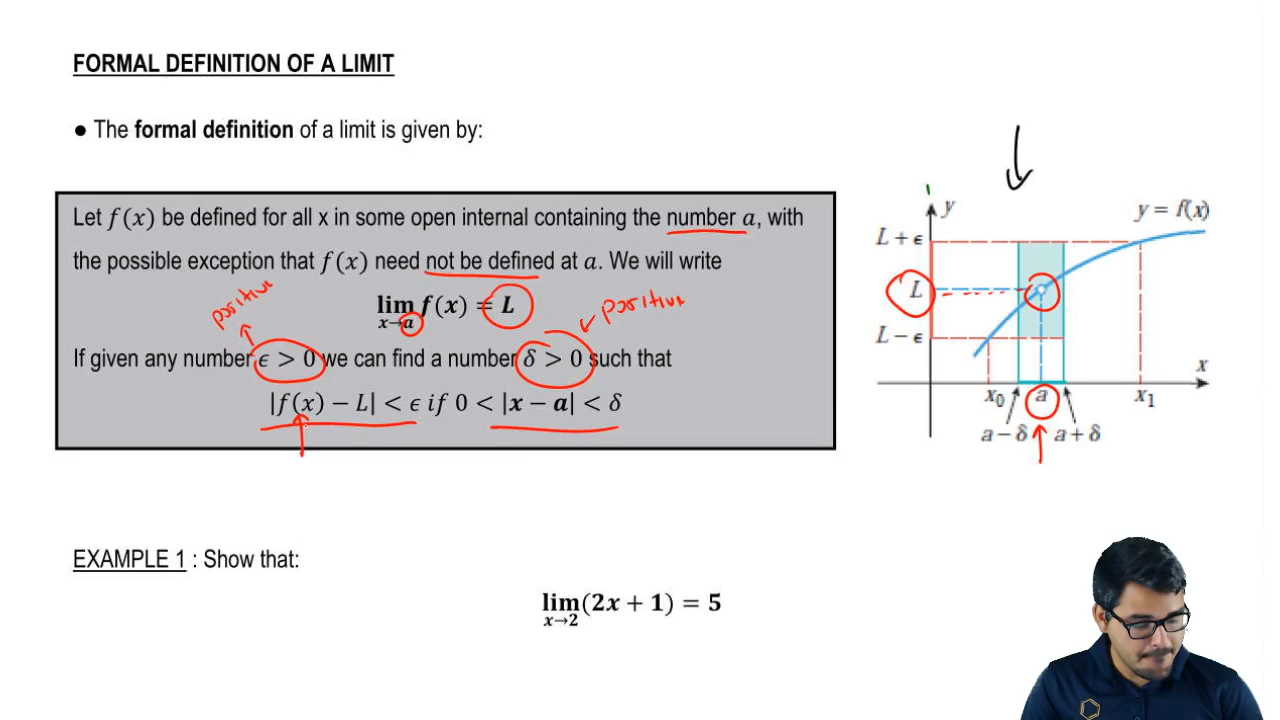 FORMAL DEFINITION OF A LIMIT
● The formal definition of a limit is given by:
Let f(x) be defined for all x in some open internal containing the number a, with
the possible exception that f(x) need not be defined at a. We will write
lim f(x) = L
x→a
positive
positive
If given any number ϵ > 0 we can find a number δ > 0 such that
|f(x) − L| < ϵ if 0 < |x − a| < δ
y
y = f(x)
L + ϵ
L
L − ϵ
x
x₀ a x₁
a − δ a + δ
EXAMPLE 1 : Show that:
lim(2x + 1) = 5
x→2